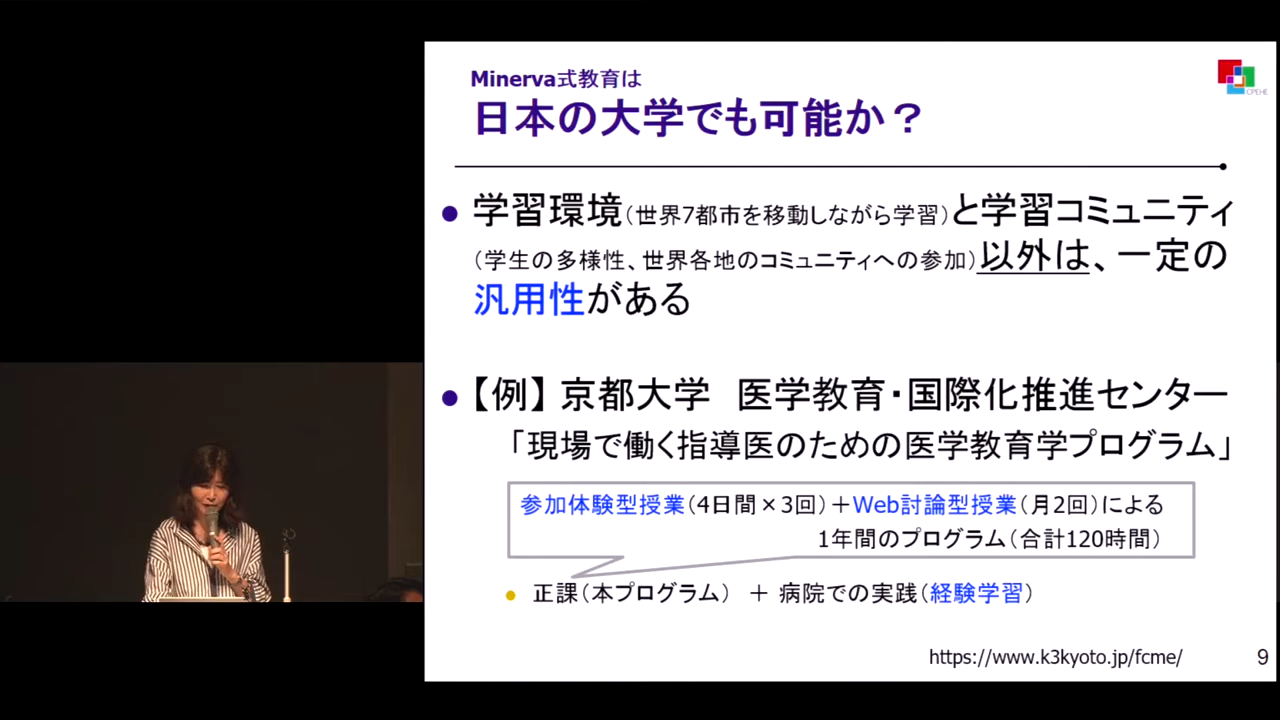 Minerva式教育は
日本の大学でも可能か？
CPEHE
学習環境（世界7都市を移動しながら学習）と学習コミュニティ
（学生の多様性、世界各地のコミュニティへの参加）以外は、一定の
汎用性がある
【例】 京都大学　医学教育・国際化推進センター
「現場で働く指導医のための医学教育学プログラム」
参加体験型授業（4日間×3回）＋Web討論型授業（月2回）による
1年間のプログラム（合計120時間）
正課（本プログラム）　＋ 病院での実践（経験学習）
https://www.k3kyoto.jp/fcme/
9